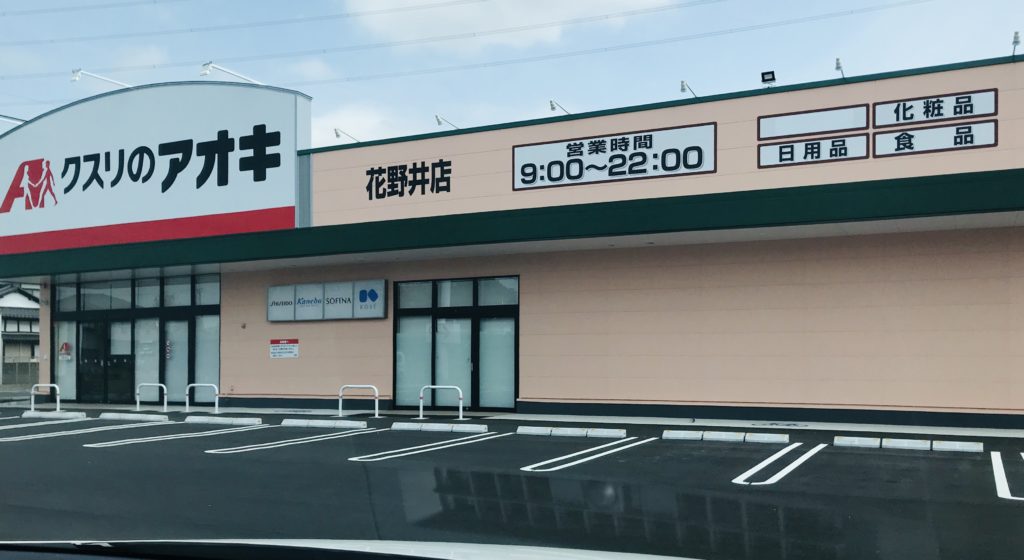 クスリのアオキ
花野井店
営業時間
9:00～22:00
化粧品
日用品
食品
SHISEIDO
Kanebo
SOFINA
KOSÉ